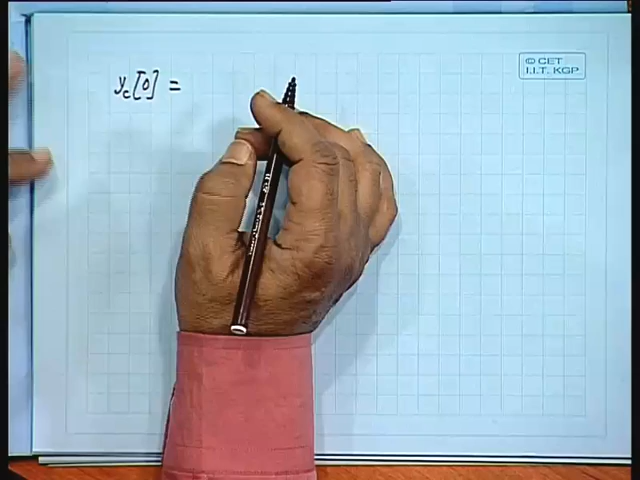 y_c[0] =
© CET
I.I.T. KGP